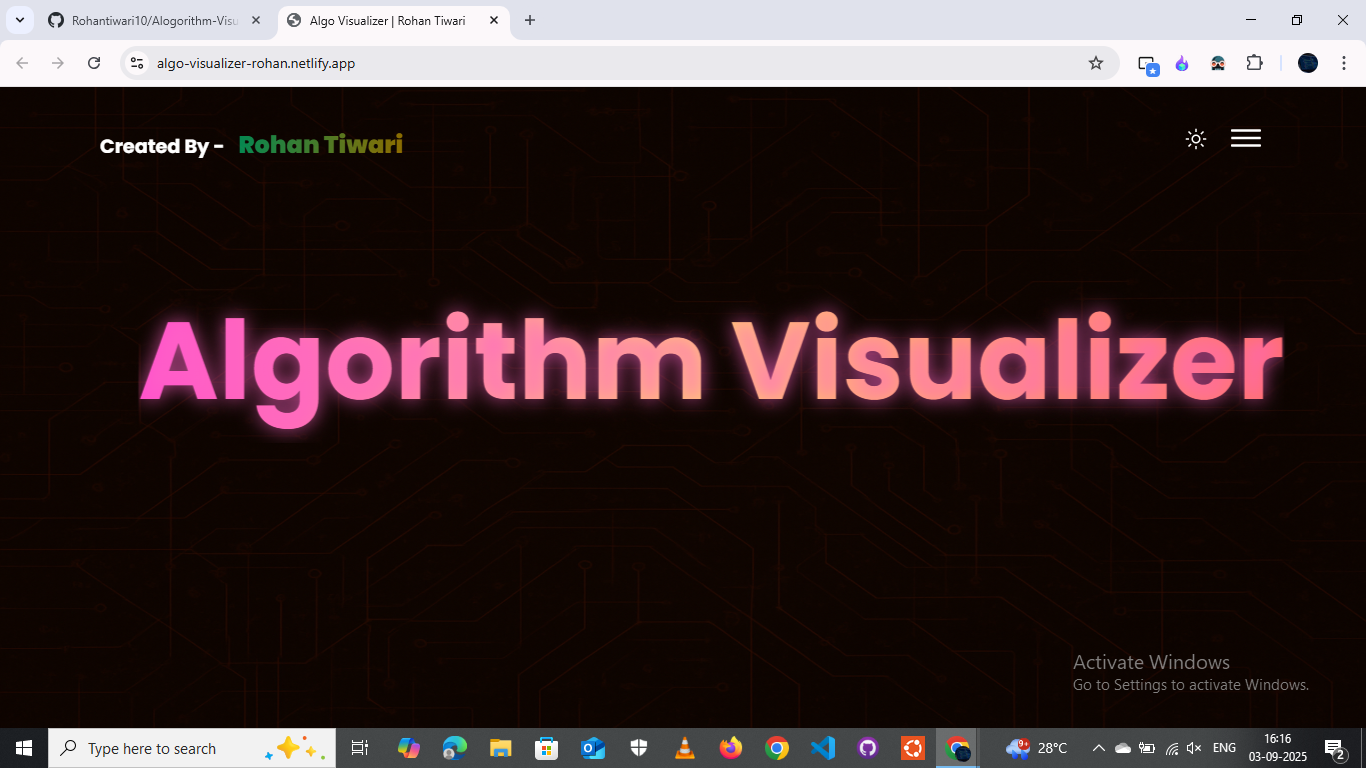 Rohantiwari10/Alogorithm-Visu
Algo Visualizer | Rohan Tiwari
algo-visualizer-rohan.netlify.app
Created By - Rohan Tiwari
Algorithm Visualizer
Activate Windows
Go to Settings to activate Windows.
Type here to search
9+
28°C
ENG
16:16
03-09-2025
2